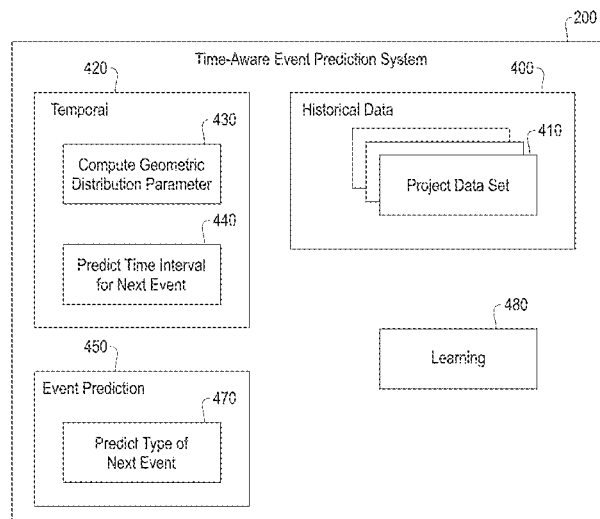 200
Time-Aware Event Prediction System
420
400
Temporal
Historical Data
430
410
Compute Geometric
Distribution Parameter
Project Data Set
440
Predict Time Interval
for Next Event
480
Learning
450
Event Prediction
470
Predict Type of
Next Event